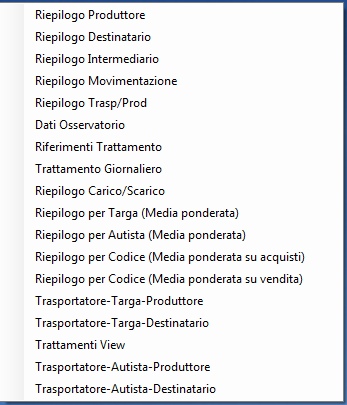 Riepilogo Produttore
Riepilogo Destinatario
Riepilogo Intermediario
Riepilogo Movimentazione
Riepilogo Trasp/Prod
Dati Osservatorio
Riferimenti Trattamento
Trattamento Giornaliero
Riepilogo Carico/Scarico
Riepilogo per Targa (Media ponderata)
Riepilogo per Autista (Media ponderata)
Riepilogo per Codice (Media ponderata su acquisti)
Riepilogo per Codice (Media ponderata su vendita)
Trasportatore-Targa-Produttore
Trasportatore-Targa-Destinatario
Trattamenti View
Trasportatore-Autista-Produttore
Trasportatore-Autista-Destinatario